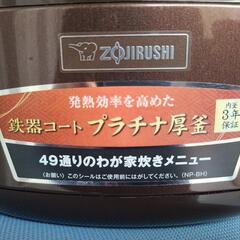 ZOJIRUSHI
発熱効率を高めた
鉄器コート プラチナ厚釜
内釜
3年
保証
49通りのわが家炊きメニュー
(お願い)このシールはご使用前にはがしてください。(NP-BH)